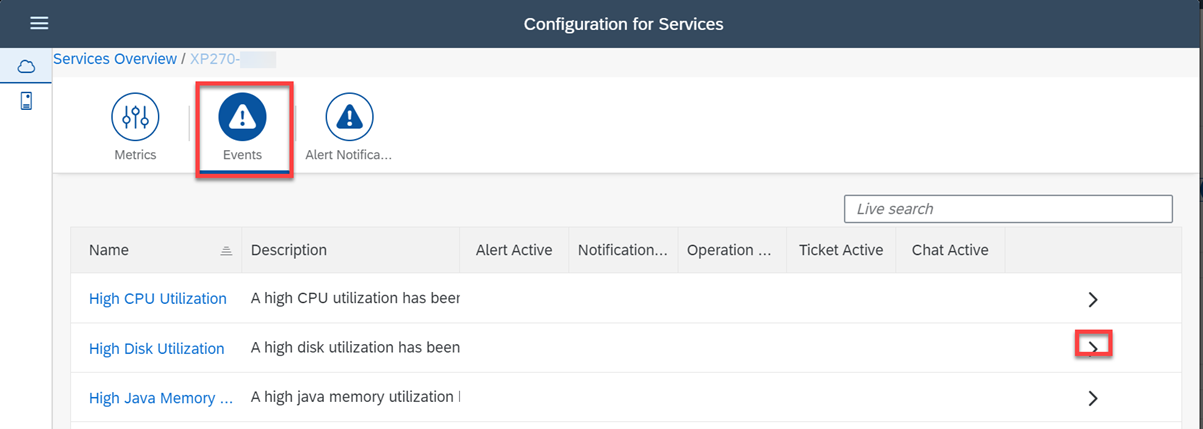 Configuration for Services
Services Overview / XP270-
Metrics
Events
Alert Notifica...
Live search
Name Description Alert Active Notification... Operation ... Ticket Active Chat Active
High CPU Utilization A high CPU utilization has been
High Disk Utilization A high disk utilization has been
High Java Memory ... A high java memory utilization